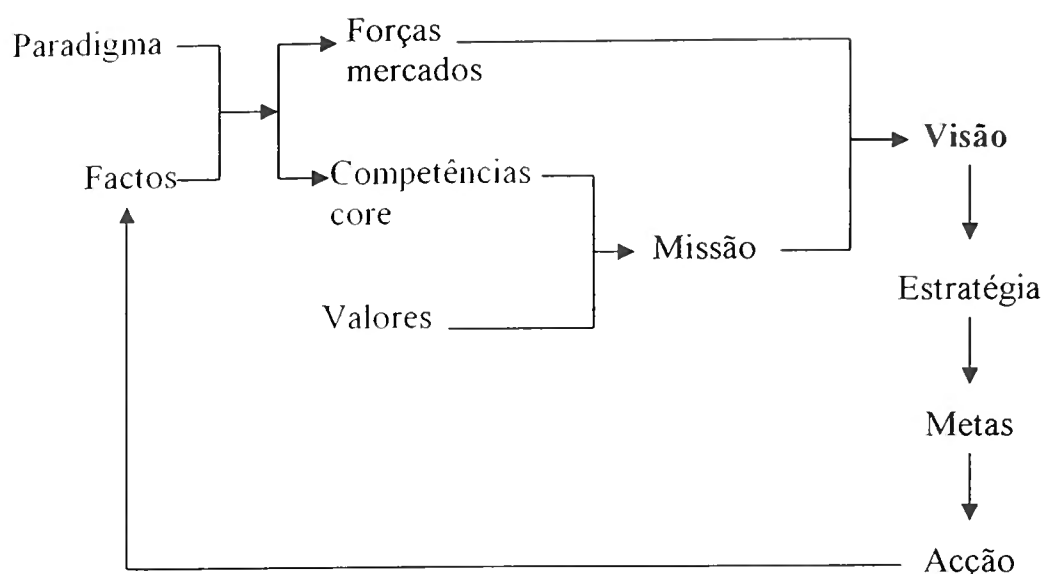 Paradigma
Forças
mercados
Visão
Factos
Competências
core
Missão
Estratégia
Valores
Metas
Acção